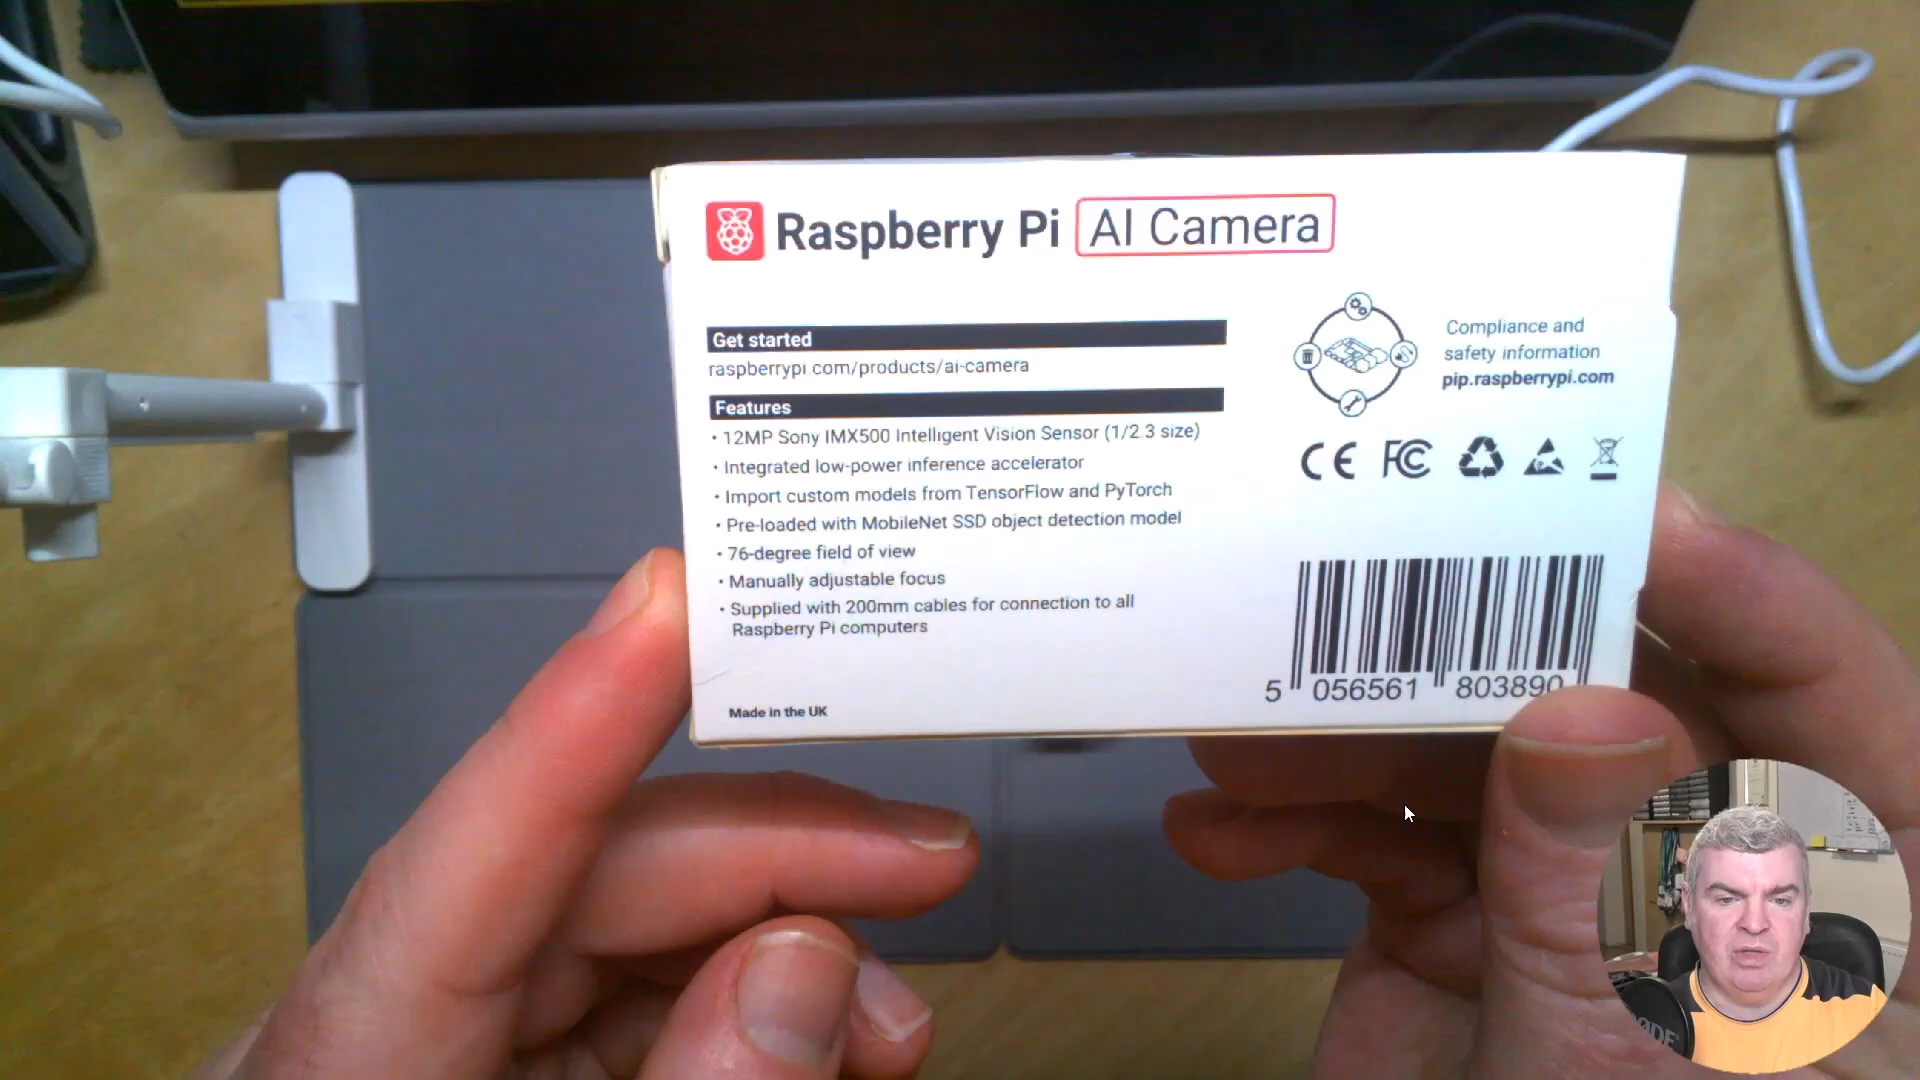 Raspberry Pi AI Camera
Get started
raspberrypi.com/products/ai-camera
Features
• 12MP Sony IMX500 Intelligent Vision Sensor (1/2.3 size)
• Integrated low-power inference accelerator
• Import custom models from TensorFlow and PyTorch
• Pre-loaded with MobileNet SSD object detection model
• 76-degree field of view
• Manually adjustable focus
• Supplied with 200mm cables for connection to all
Raspberry Pi computers
Made in the UK
Compliance and
safety information
pip.raspberrypi.com
CE FC
5 056561 803890